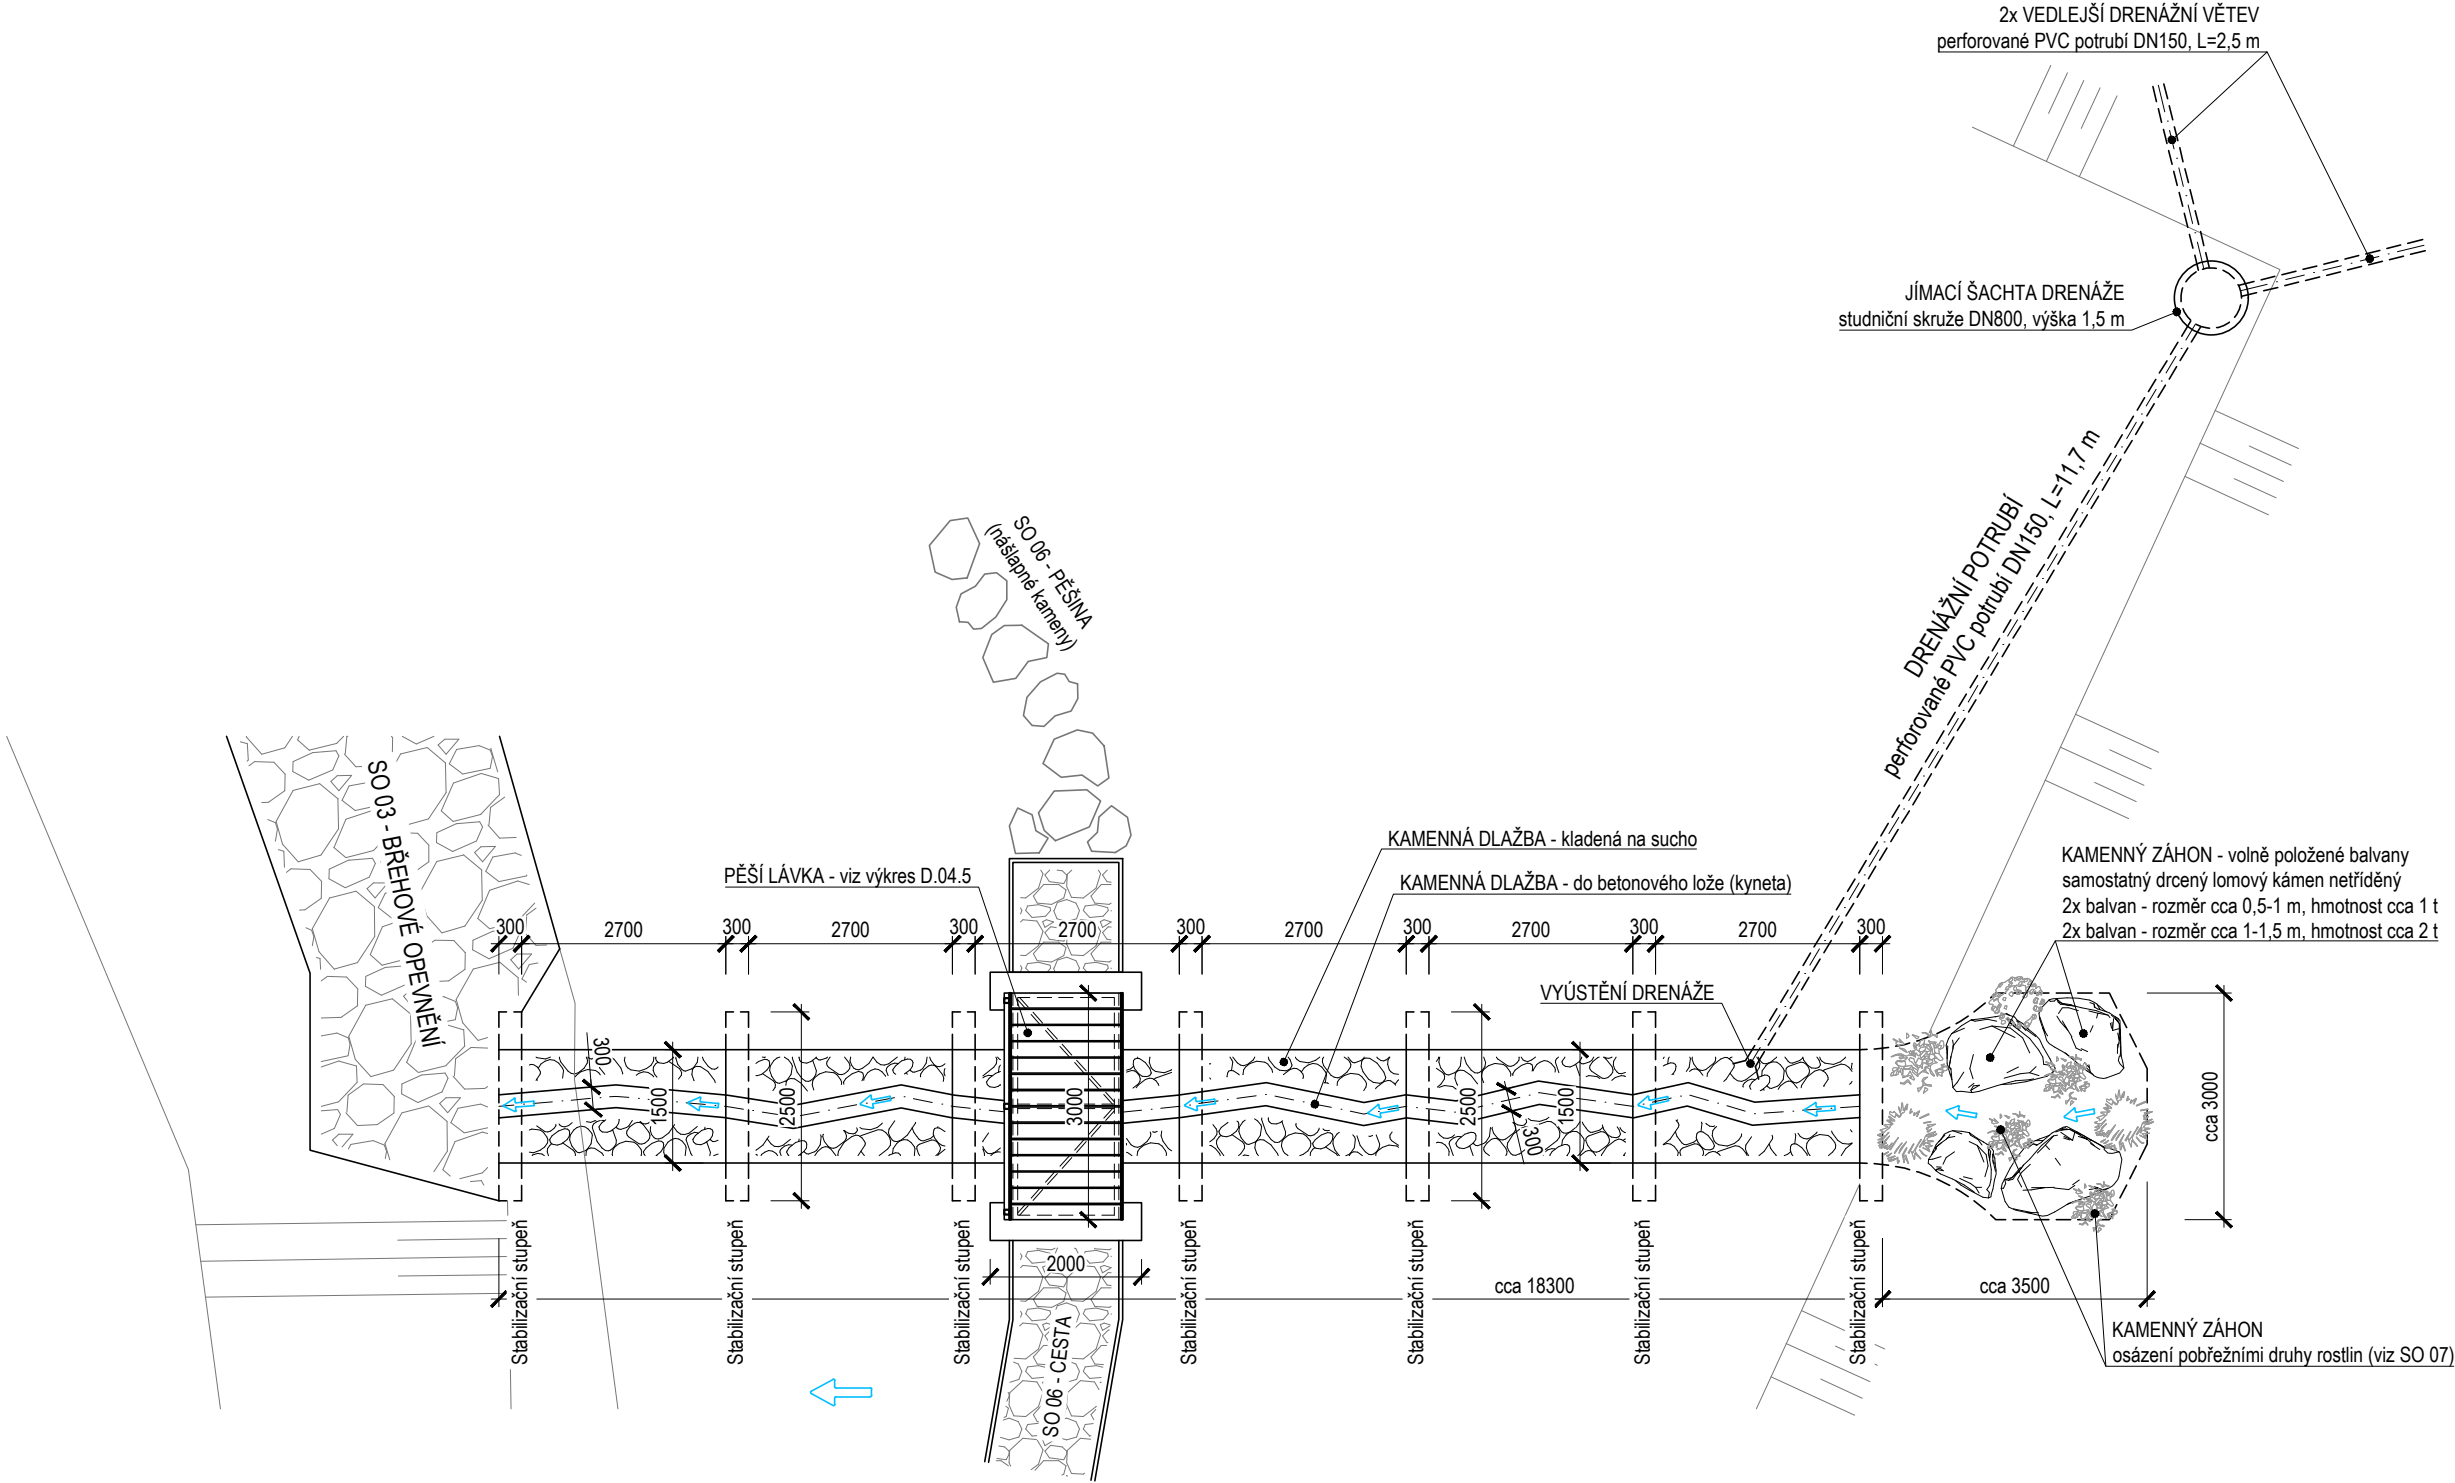 2x VEDLEJŠÍ DRENÁŽNÍ VĚTEV
perforované PVC potrubí DN150, L=2,5 m
JÍMACÍ ŠACHTA DRENÁŽE
studniční skruže DN800, výška 1,5 m
DRENÁŽNÍ POTRUBÍ
perforované PVC potrubí DN150, L=11,7 m
SO 06 - PĚŠINA
(nášlapné kameny)
SO 03 - BŘEHOVÉ OPEVNĚNÍ
KAMENNÁ DLAŽBA - kladená na sucho
PĚŠÍ LÁVKA - viz výkres D.04.5
KAMENNÁ DLAŽBA - do betonového lože (kyneta)
KAMENNÝ ZÁHON - volně položené balvany
samostatný drcený lomový kámen netříděný
2x balvan - rozměr cca 0,5-1 m, hmotnost cca 1 t
2x balvan - rozměr cca 1-1,5 m, hmotnost cca 2 t
300 2700 300 2700 300 2700 300 2700 300 2700 300 2700 300
VYÚSTĚNÍ DRENÁŽE
300
1500
2500
3000
2500
300
1500
cca 3000
Stabilizační stupeň
Stabilizační stupeň
Stabilizační stupeň
Stabilizační stupeň
Stabilizační stupeň
Stabilizační stupeň
Stabilizační stupeň
2000
cca 18300
cca 3500
SO 06 - CESTA
KAMENNÝ ZÁHON
osázení pobřežními druhy rostlin (viz SO 07)